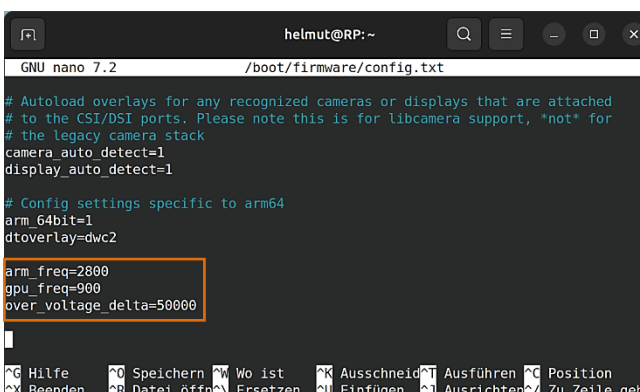 helmut@RP: ~
GNU nano 7.2 /boot/firmware/config.txt
# Autoload overlays for any recognized cameras or displays that are attached
# to the CSI/DSI ports. Please note this is for libcamera support, *not* for
# the legacy camera stack
camera_auto_detect=1
display_auto_detect=1
# Config settings specific to arm64
arm_64bit=1
dtoverlay=dwc2
arm_freq=2800
gpu_freq=900
over_voltage_delta=50000
^G Hilfe ^O Speichern ^W Wo ist ^K Ausschneid ^T Ausführen ^C Position
^X Beenden ^R Datei öffn ^\ Ersetzen ^U Einfügen ^J Ausrichten ^/ Zu Zeile geh